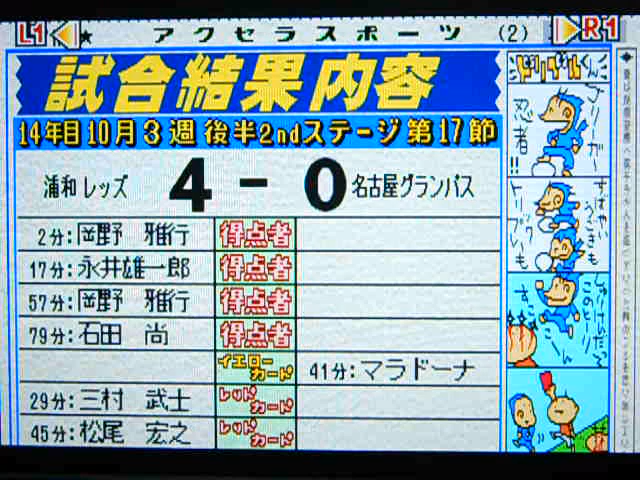 L1 ★ アクセラスポーツ (2) R1
試合結果内容
14年目10月3週 後半2ndステージ 第17節
浦和レッズ 4 - 0 名古屋グランパス
2分:岡野 雅行 得点者
17分:永井雄一郎 得点者
57分:岡野 雅行 得点者
79分:石田 尚 得点者
イエローカード 41分:マラドーナ
29分:三村 武士 レッドカード
45分:松尾 宏之 レッドカード
ドリブルくん
Jリーガー
忍者!!
すばやい
うごきも